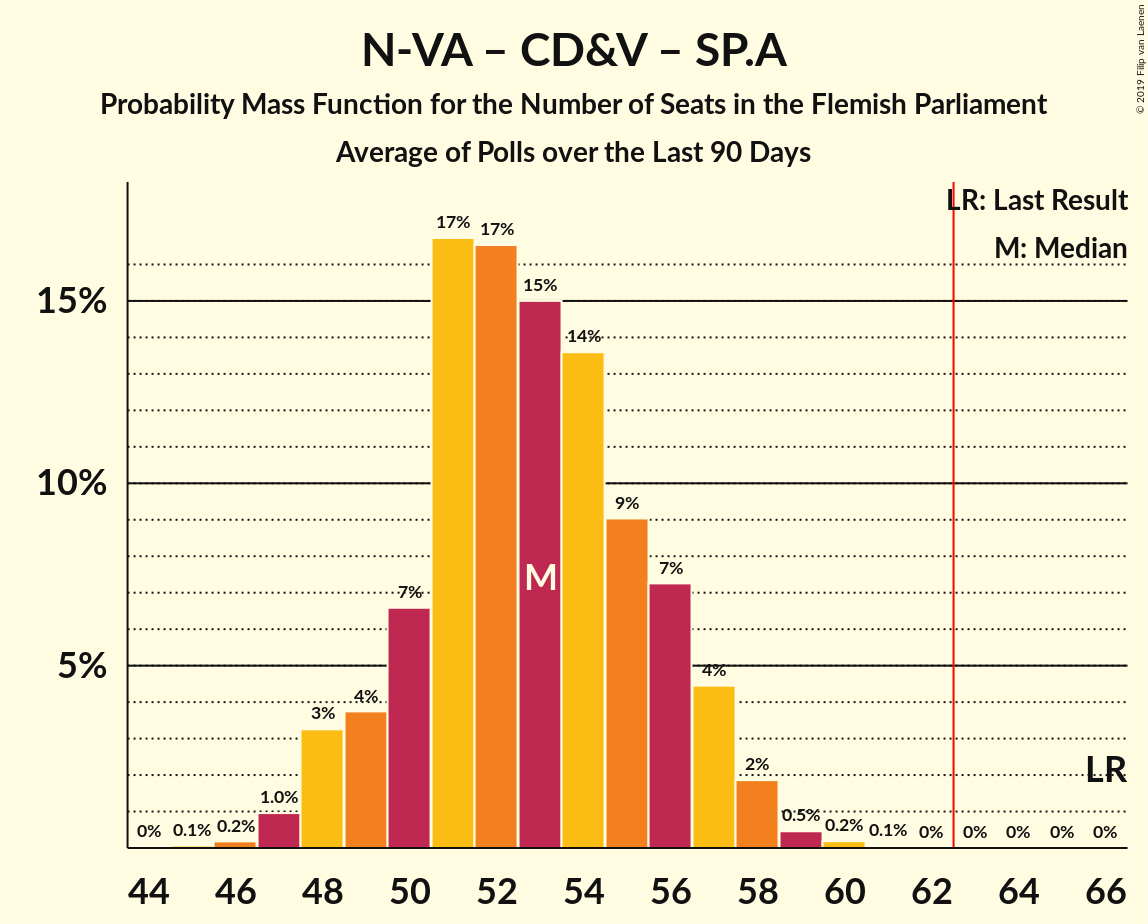 N-VA – CD&V – SP.A
Probability Mass Function for the Number of Seats in the Flemish Parliament
Average of Polls over the Last 90 Days
© 2019 Filip van Laenen
LR: Last Result
M: Median
17%
17%
15%
15%
14%
10%
9%
7%
M
7%
5%
4%
4%
3%
2%
LR
1.0%
0.5%
0%
0.1%
0.2%
0.2%
0.1%
0%
0%
0%
0%
0%
44 46 48 50 52 54 56 58 60 62 64 66